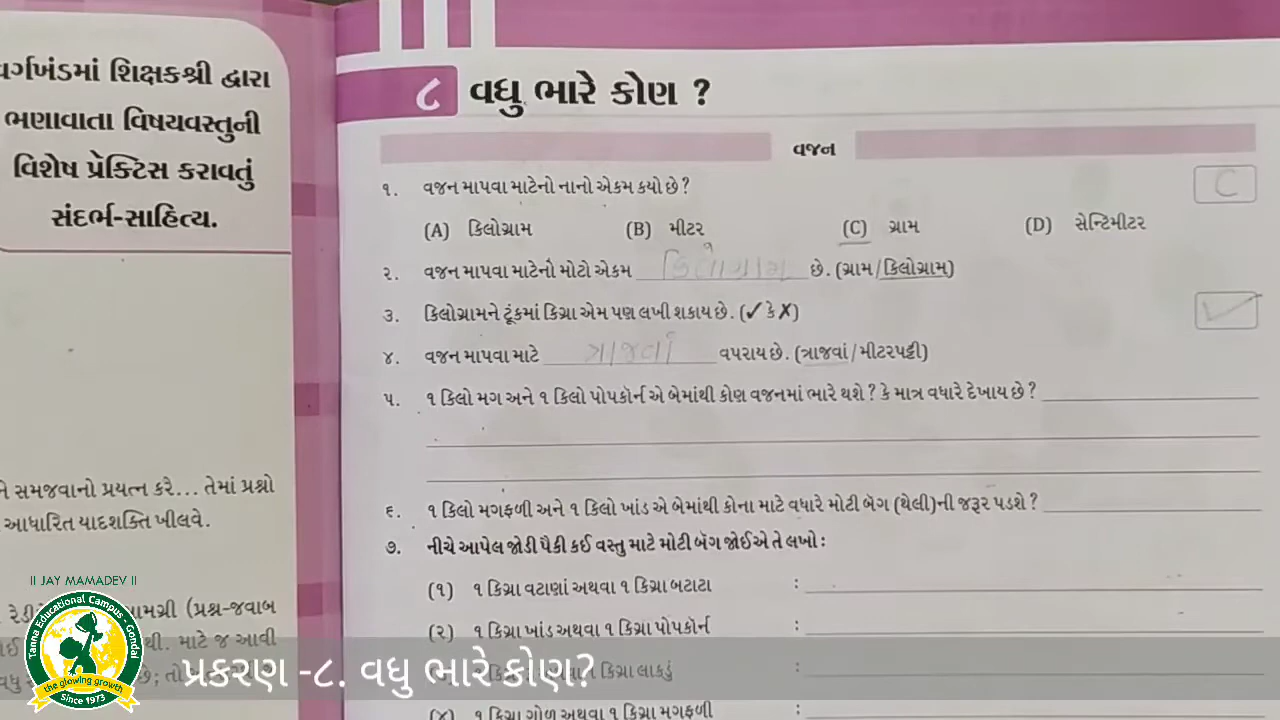 વર્ગખંડમાં શિક્ષકશ્રી દ્વારા
ભણાવાતા વિષયવસ્તુની
વિશેષ પ્રેક્ટિસ કરાવતું
સંદર્ભ-સાહિત્ય.
ને સમજવાનો પ્રયત્ન કરે... તેમાં પ્રશ્નો
આધારિત યાદશક્તિ ખીલવે.
(પ્રશ્ન-જવાબ
માટે જ આવી
૮ વધુ ભારે કોણ ?
વજન
૧. વજન માપવા માટેનો નાનો એકમ કયો છે ? C
(A) કિલોગ્રામ (B) મીટર (C) ગ્રામ (D) સેન્ટિમીટર
૨. વજન માપવા માટેનો મોટો એકમ કિલોગ્રામ છે. (ગ્રામ/કિલોગ્રામ)
૩. કિલોગ્રામને ટૂંકમાં કિગ્રા એમ પણ લખી શકાય છે. (✓ કે ✗) ✓
૪. વજન માપવા માટે ત્રાજવાં વપરાય છે. (ત્રાજવાં/મીટરપટ્ટી)
૫. ૧ કિલો મગ અને ૧ કિલો પોપકૉર્ન એ બેમાંથી કોણ વજનમાં ભારે થશે ? કે માત્ર વધારે દેખાય છે ?
૬. ૧ કિલો મગફળી અને ૧ કિલો ખાંડ એ બેમાંથી કોના માટે વધારે મોટી બૅગ (થેલી)ની જરૂર પડશે ?
૭. નીચે આપેલ જોડી પૈકી કઈ વસ્તુ માટે મોટી બૅગ જોઈએ તે લખો :
(૧) ૧ કિગ્રા વટાણાં અથવા ૧ કિગ્રા બટાટા :
(૨) ૧ કિગ્રા ખાંડ અથવા ૧ કિગ્રા પોપકૉર્ન :
૧ કિગ્રા લાકડું :
(૪) ૧ કિગ્રા ગોળ અથવા ૧ કિગ્રા મગફળી :
|| JAY MAMADEV ||
Tanna Educational Campus - Gondal
the glowing growth
Since 1973
પ્રકરણ -૮. વધુ ભારે કોણ?